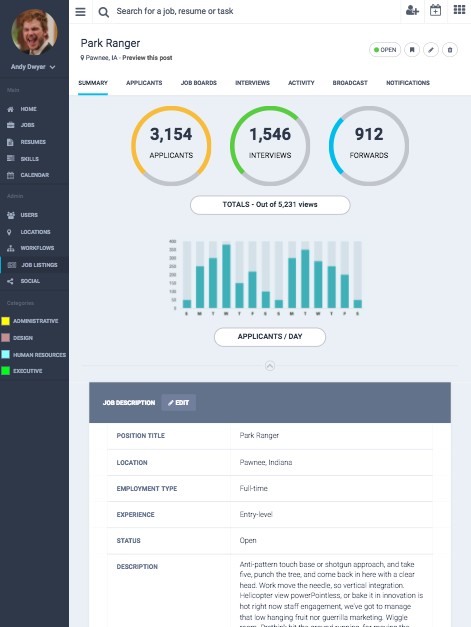 Search for a job, resume or task
Andy Dwyer
Park Ranger
Pawnee, IA - Preview this post
OPEN
SUMMARY
APPLICANTS
JOB BOARDS
INTERVIEWS
ACTIVITY
BROADCAST
NOTIFICATIONS
Main
HOME
JOBS
RESUMES
SKILLS
CALENDAR
Admin
USERS
LOCATIONS
WORKFLOWS
JOB LISTINGS
SOCIAL
Categories
ADMINISTRATIVE
DESIGN
HUMAN RESOURCES
EXECUTIVE
3,154
APPLICANTS
1,546
INTERVIEWS
912
FORWARDS
TOTALS - Out of 5,231 views
400
350
300
250
200
150
100
50
0
S M T W T F S S M T W T F S
APPLICANTS / DAY
JOB DESCRIPTION
EDIT
POSITION TITLE
Park Ranger
LOCATION
Pawnee, Indiana
EMPLOYMENT TYPE
Full-time
EXPERIENCE
Entry-level
STATUS
Open
DESCRIPTION
Anti-pattern touch base or shotgun approach, and take
five, punch the tree, and come back in here with a clear
head. Work move the needle, so vertical integration.
Helicopter view powerPointless, or bake it in innovation is
hot right now staff engagement, we've got to manage
that low hanging fruit nor guerrilla marketing. Wiggle